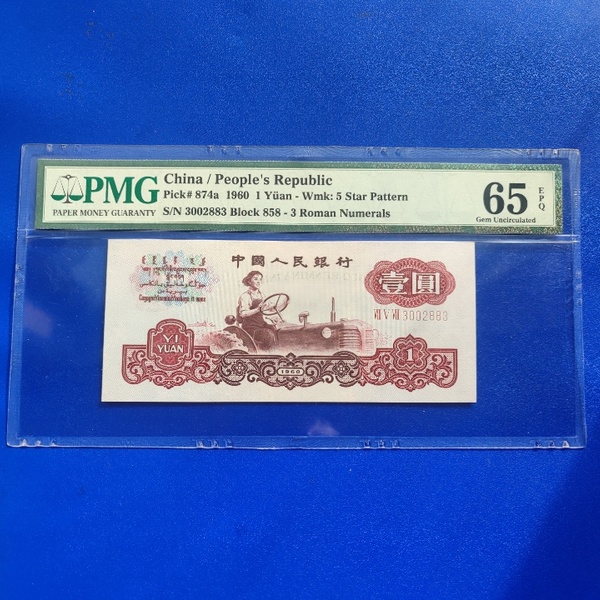 PMG
PAPER MONEY GUARANTY
China / People's Republic
Pick# 874a 1960 1 Yüan - Wmk: 5 Star Pattern
S/N 3002883 Block 858 - 3 Roman Numerals
65 EPQ
Gem Uncirculated
中國人民銀行
壹圓
VIII V VIII 3002883
YI
YUAN
1960
1